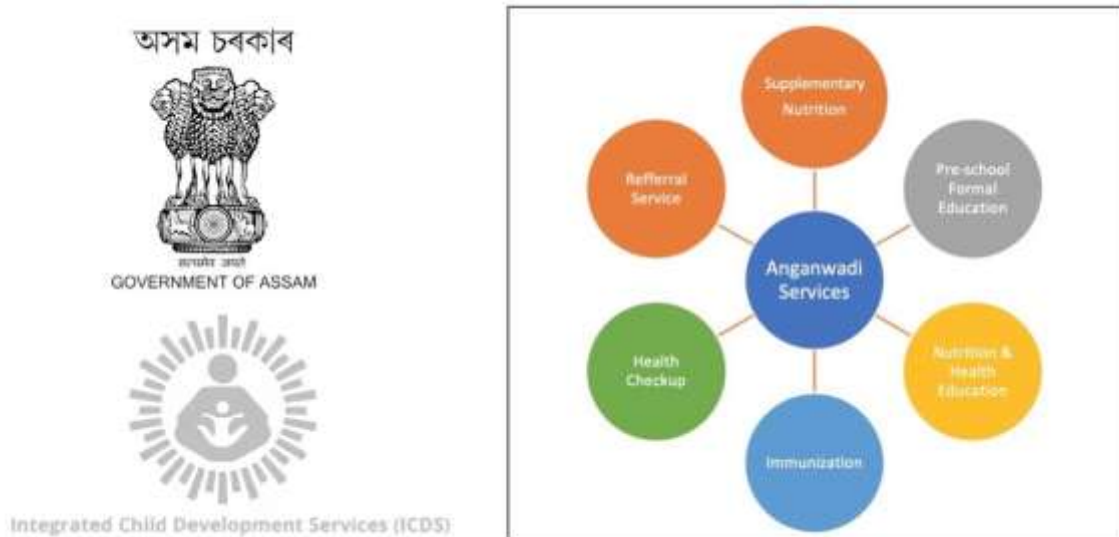 অসম চৰকাৰ
सत्यमेव जयते
GOVERNMENT OF ASSAM
Integrated Child Development Services (ICDS)
Supplementary
Nutrition
Refferral
Service
Pre-school
Formal
Education
Anganwadi
Services
Health
Checkup
Nutrition &
Health
Education
Immunization